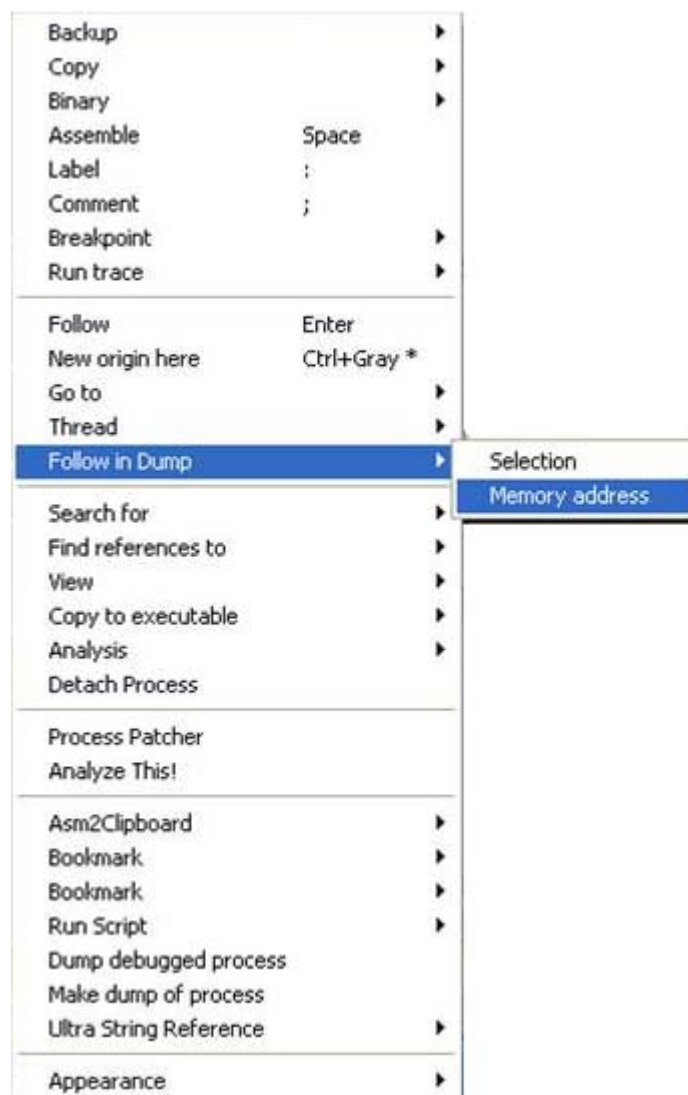 Backup
Copy
Binary
Assemble Space
Label :
Comment ;
Breakpoint
Run trace
Follow Enter
New origin here Ctrl+Gray *
Go to
Thread
Follow in Dump
Selection
Memory address
Search for
Find references to
View
Copy to executable
Analysis
Detach Process
Process Patcher
Analyze This!
Asm2Clipboard
Bookmark
Bookmark
Run Script
Dump debugged process
Make dump of process
Ultra String Reference
Appearance